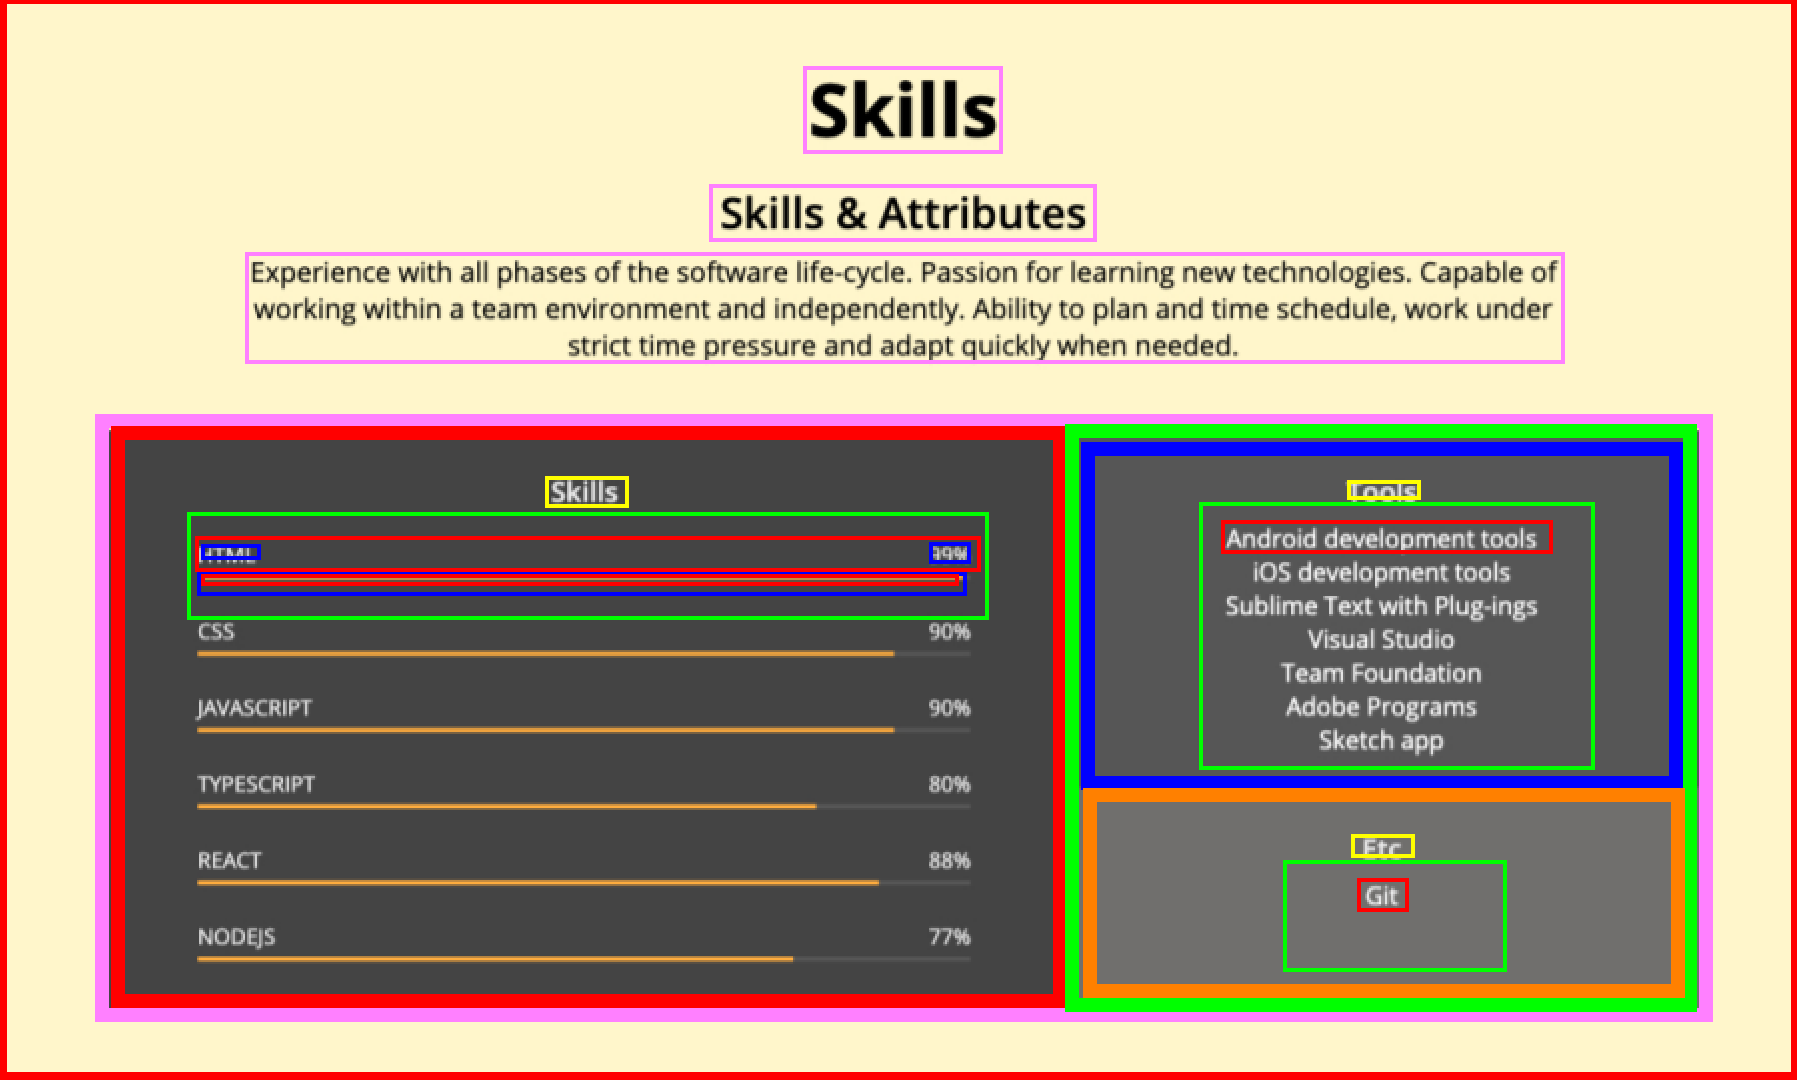 Skills
Skills & Attributes
Experience with all phases of the software life-cycle. Passion for learning new technologies. Capable of
working within a team environment and independently. Ability to plan and time schedule, work under
strict time pressure and adapt quickly when needed.
Skills
HTML 99%
CSS 90%
JAVASCRIPT 90%
TYPESCRIPT 80%
REACT 88%
NODEJS 77%
Tools
Android development tools
iOS development tools
Sublime Text with Plug-ings
Visual Studio
Team Foundation
Adobe Programs
Sketch app
Etc
Git